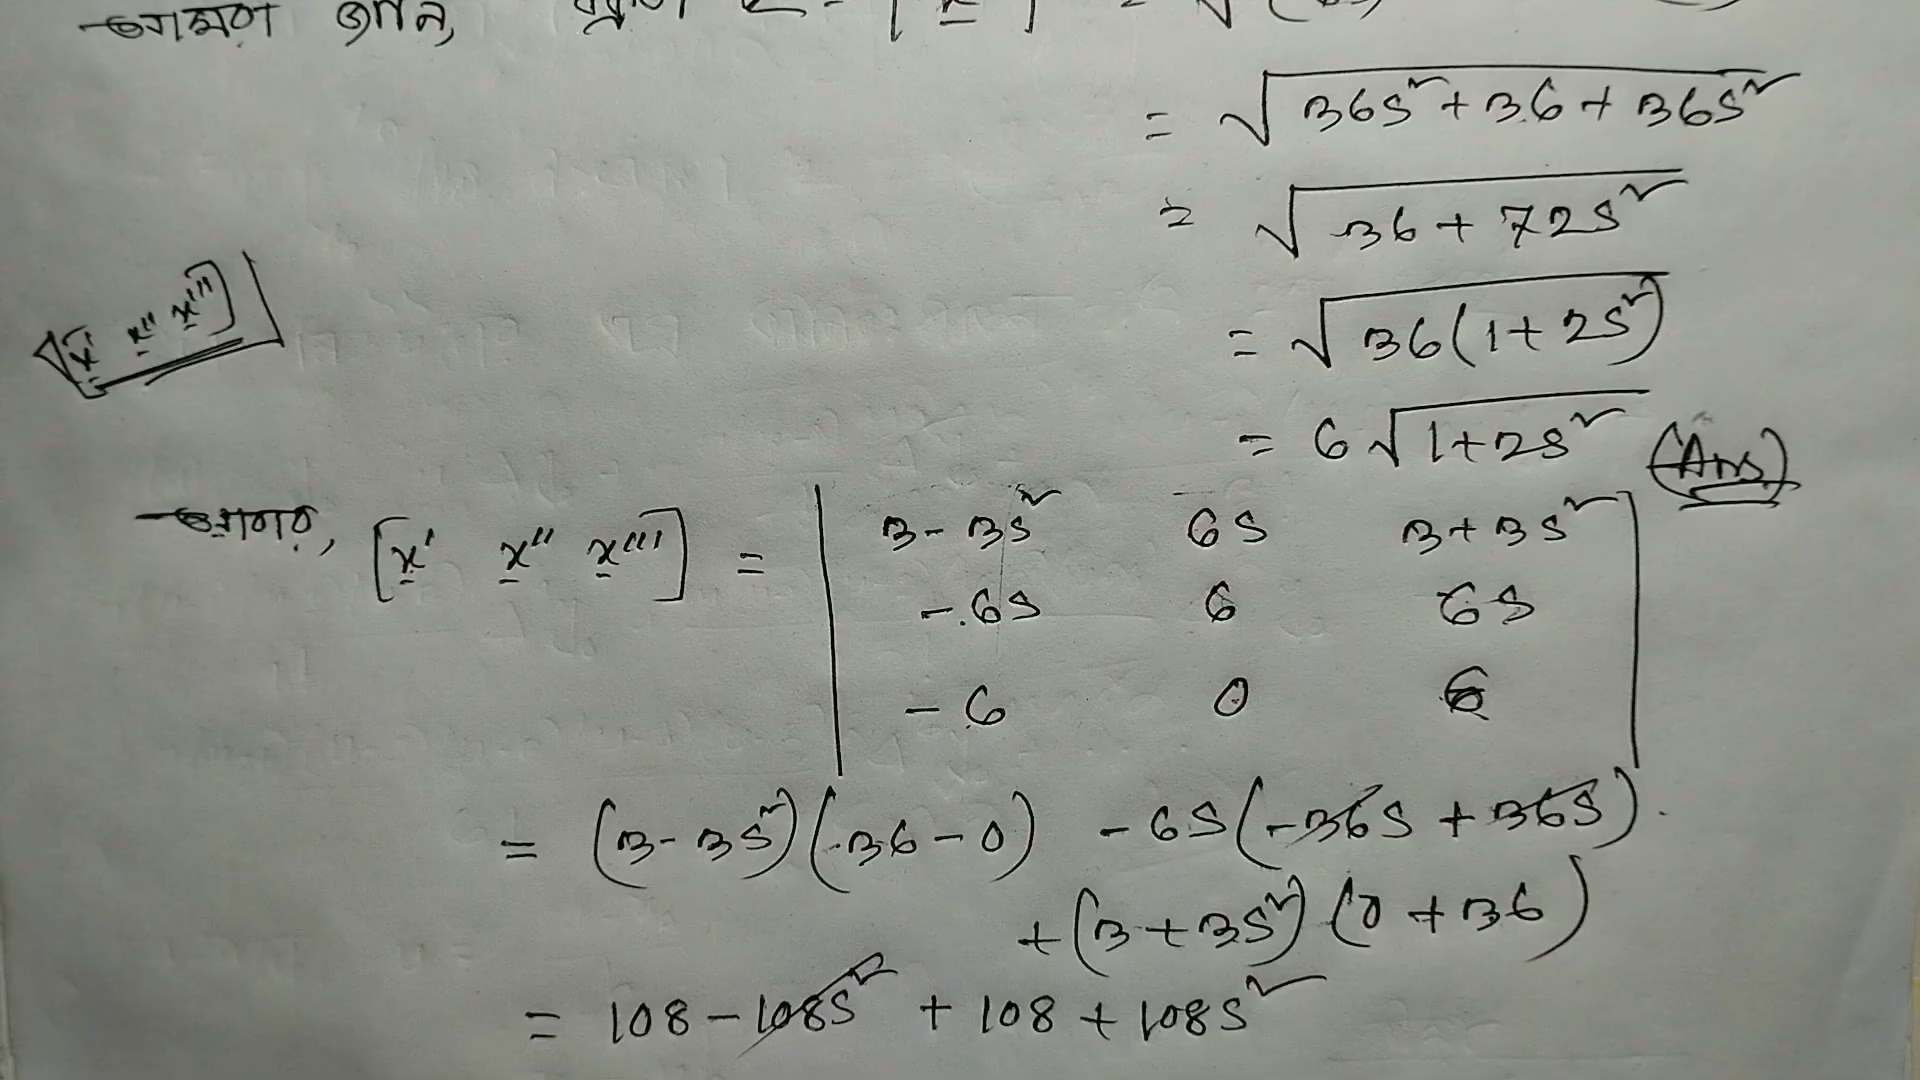 আমরা জানি,
= √(36s² + 36 + 36s²)
= √(36 + 72s²)
= √(36(1 + 2s²))
= 6√(1 + 2s²) (Ans)
[x' x'' x''']
আবার, [x' x'' x'''] = | 3 - 3s² 6s 3 + 3s² |
| -6s 6 6s |
| -6 0 6 |
= (3 - 3s²)(36 - 0) - 6s(-36s + 36s)
+ (3 + 3s²)(0 + 36)
= 108 - 108s² + 108 + 108s²